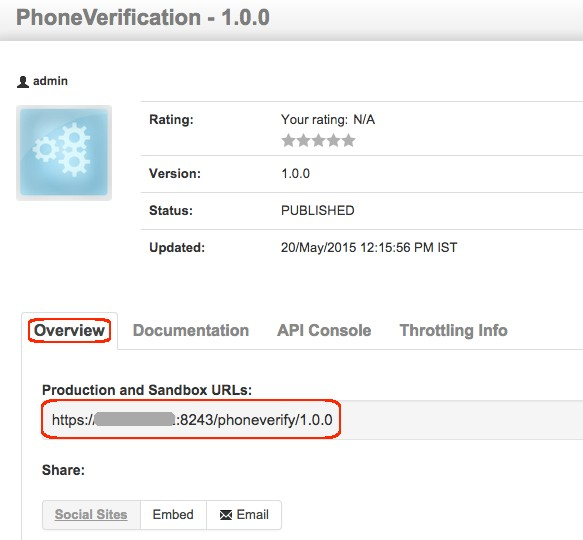 PhoneVerification - 1.0.0
admin
Rating: Your rating: N/A
Version: 1.0.0
Status: PUBLISHED
Updated: 20/May/2015 12:15:56 PM IST
Overview Documentation API Console Throttling Info
Production and Sandbox URLs:
https:/ :8243/phoneverify/1.0.0
Share:
Social Sites Embed Email